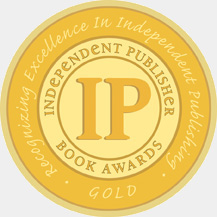 Recognizing Excellence In Independent Publishing
INDEPENDENT PUBLISHER
IP
BOOK AWARDS
GOLD